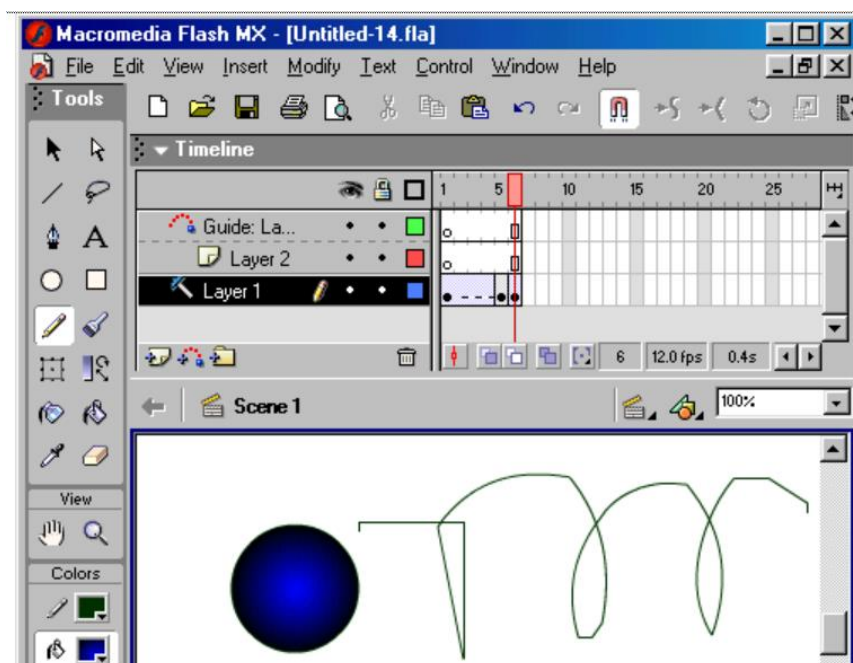 Macromedia Flash MX - [Untitled-14.fla]
File Edit View Insert Modify Text Control Window Help
Tools
Timeline
1 5 10 15 20 25
Guide: La...
Layer 2
Layer 1
6 12.0 fps 0.4s
Scene 1 100%
View
Colors